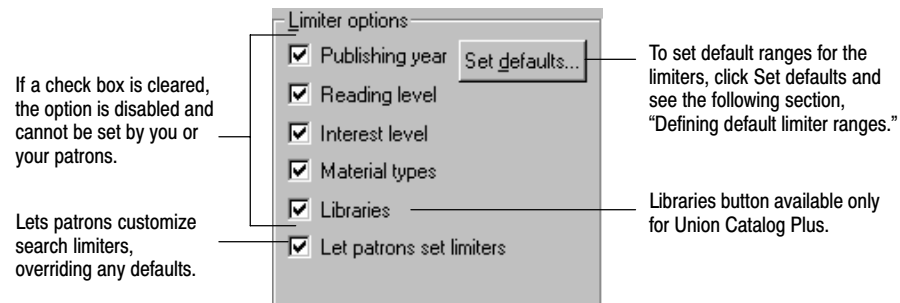 If a check box is cleared,
the option is disabled and
cannot be set by you or
your patrons.
Lets patrons customize
search limiters,
overriding any defaults.
Limiter options
Publishing year
Set defaults...
Reading level
Interest level
Material types
Libraries
Let patrons set limiters
To set default ranges for the
limiters, click Set defaults and
see the following section,
“Defining default limiter ranges.”
Libraries button available only
for Union Catalog Plus.